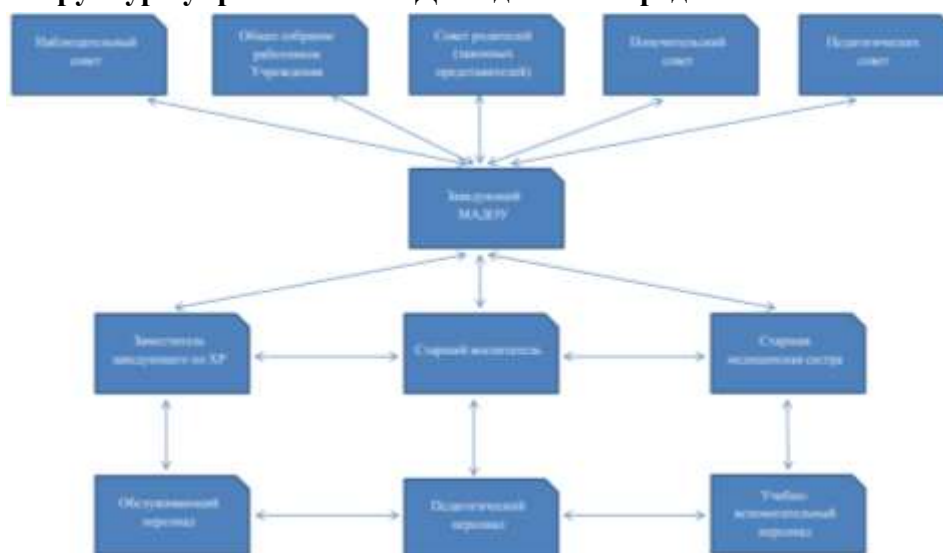 Наблюдательный
совет
Общее собрание
работников
Учреждения
Совет родителей
(законных
представителей)
Попечительский
совет
Педагогический
совет
Заведующий
МАДОУ
Заместитель
заведующего по ХР
Старший воспитатель
Старшая
медицинская сестра
Обслуживающий
персонал
Педагогический
персонал
Учебно-
вспомогательный
персонал